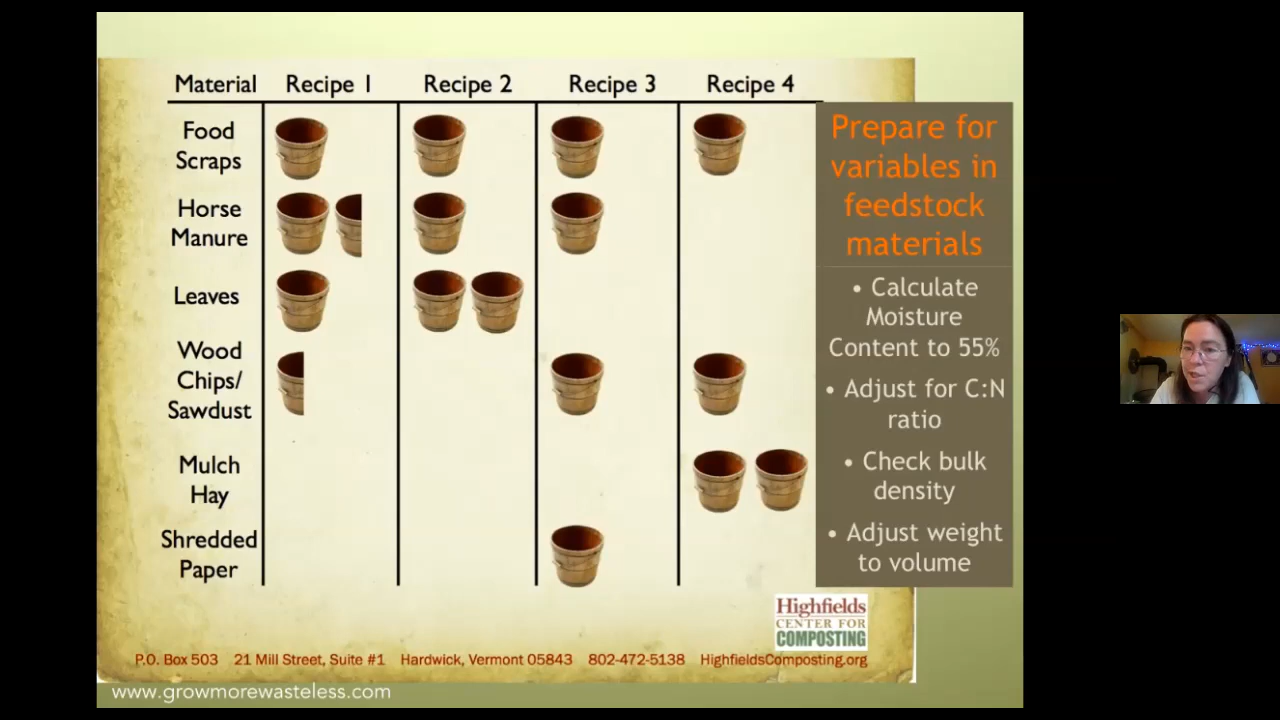 Material Recipe 1 Recipe 2 Recipe 3 Recipe 4
Food
Scraps
Horse
Manure
Leaves
Wood
Chips/
Sawdust
Mulch
Hay
Shredded
Paper
Prepare for
variables in
feedstock
materials
• Calculate
Moisture
Content to 55%
• Adjust for C:N
ratio
• Check bulk
density
• Adjust weight
to volume
Highfields
CENTER FOR
COMPOSTING
P.O. Box 503 21 Mill Street, Suite #1 Hardwick, Vermont 05843 802-472-5138 HighfieldsComposting.org
www.growmorewasteless.com